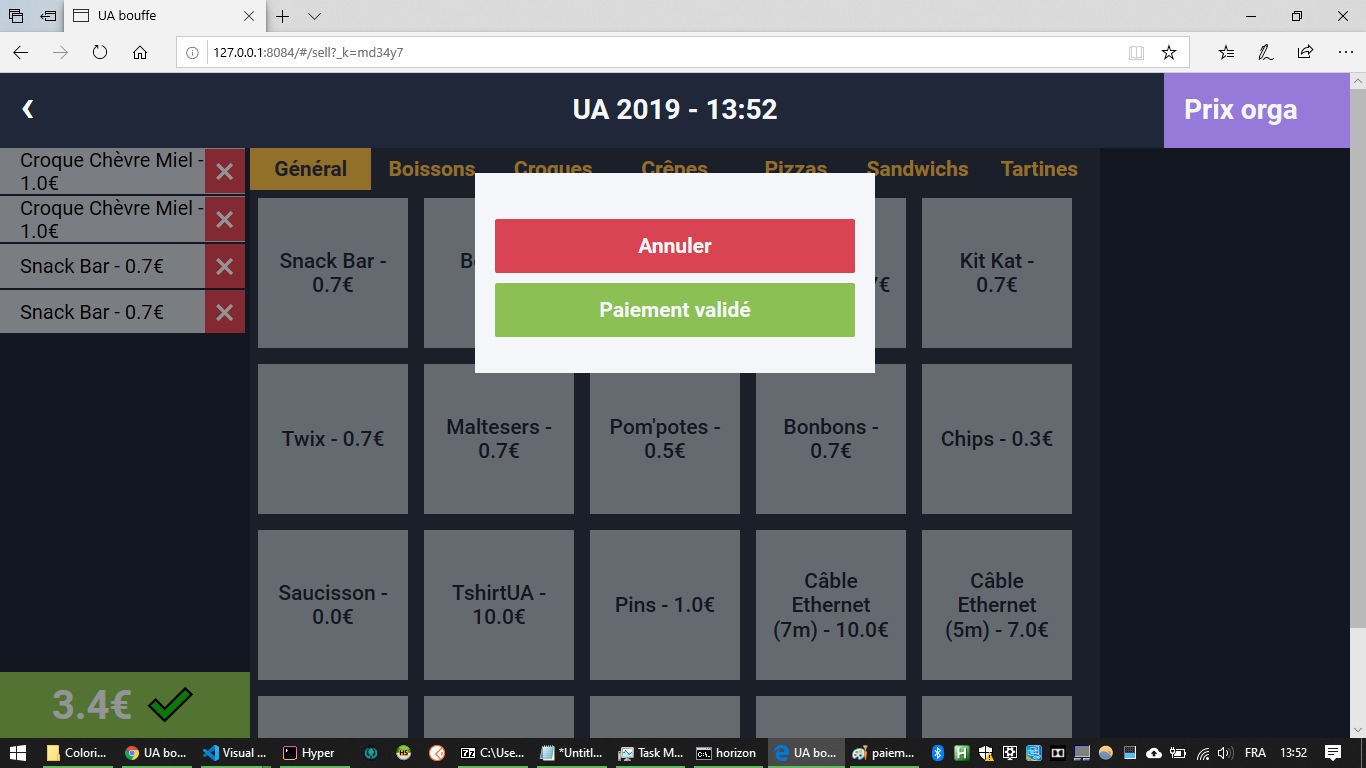 UA bouffe
127.0.0.1:8084/#/sell?_k=md34y7
‹
UA 2019 - 13:52
Prix orga
Croque Chèvre Miel -
1.0€
Croque Chèvre Miel -
1.0€
Snack Bar - 0.7€
Snack Bar - 0.7€
Général
Boissons
Croques
Crêpes
Pizzas
Sandwichs
Tartines
Annuler
Paiement validé
Snack Bar -
0.7€
Kit Kat -
0.7€
Twix - 0.7€
Maltesers -
0.7€
Pom'potes -
0.5€
Bonbons -
0.7€
Chips - 0.3€
Saucisson -
0.0€
TshirtUA -
10.0€
Pins - 1.0€
Câble
Ethernet
(7m) - 10.0€
Câble
Ethernet
(5m) - 7.0€
3.4€
Colori...
UA bo...
Visual ...
Hyper
C:\Use...
*Untitl...
Task M...
horizon
UA bo...
paiem...
FRA
13:52